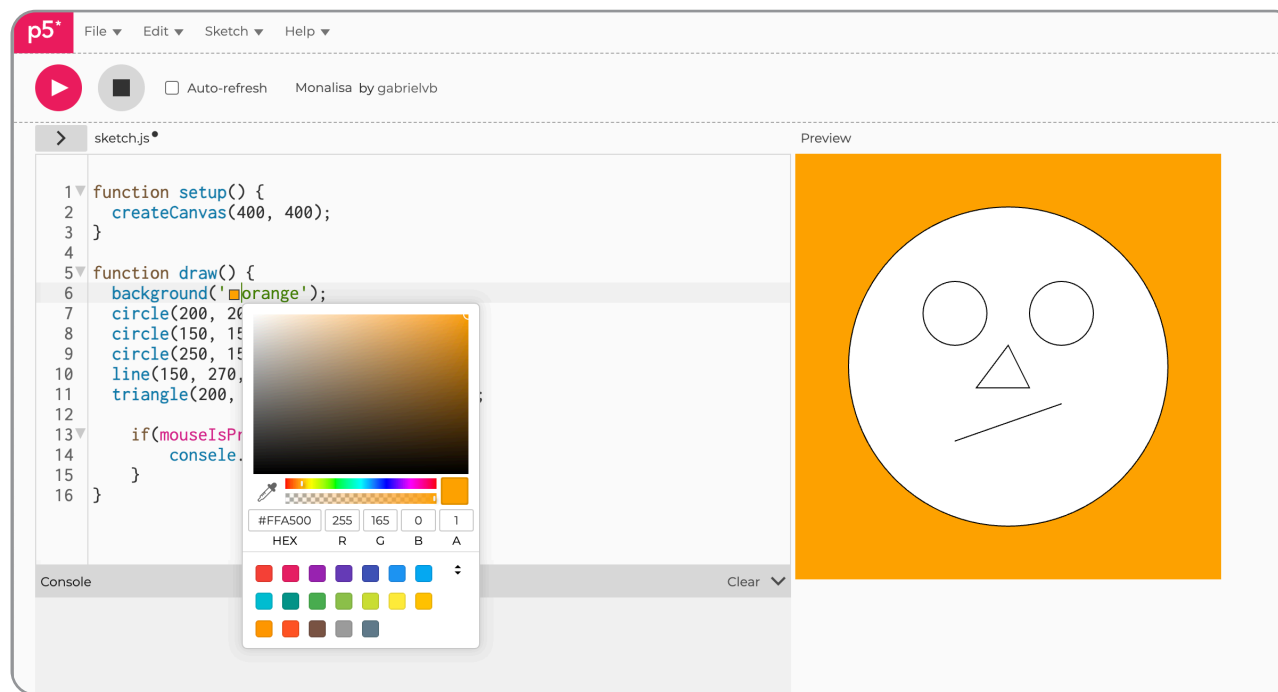 p5* File Edit Sketch Help
Auto-refresh Monalisa by gabrielvb
sketch.js
Preview
1 function setup() {
2 createCanvas(400, 400);
3 }
4
5 function draw() {
6 background('orange');
7 circle(200, 20
8 circle(150, 15
9 circle(250, 15
10 line(150, 270,
11 triangle(200, ;
12
13 if(mouseIsPr
14 consele.
15 }
16 }
#FFA500 255 165 0 1
HEX R G B A
Console Clear